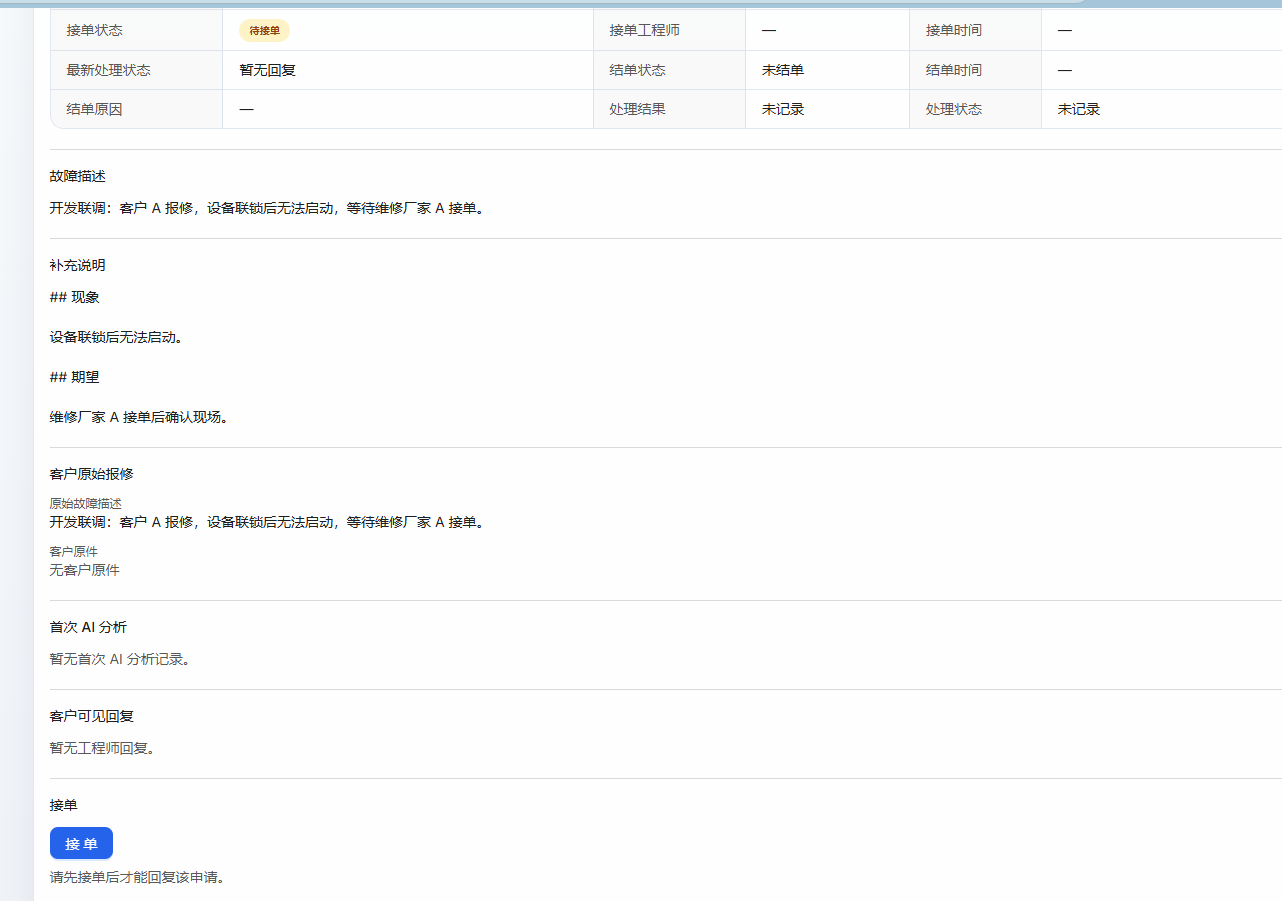 接单状态 待接单 接单工程师 — 接单时间 —
最新处理状态 暂无回复 结单状态 未结单 结单时间 —
结单原因 — 处理结果 未记录 处理状态 未记录
故障描述
开发联调：客户 A 报修，设备联锁后无法启动，等待维修厂家 A 接单。
补充说明
## 现象
设备联锁后无法启动。
## 期望
维修厂家 A 接单后确认现场。
客户原始报修
原始故障描述
开发联调：客户 A 报修，设备联锁后无法启动，等待维修厂家 A 接单。
客户原件
无客户原件
首次 AI 分析
暂无首次 AI 分析记录。
客户可见回复
暂无工程师回复。
接单
接 单
请先接单后才能回复该申请。